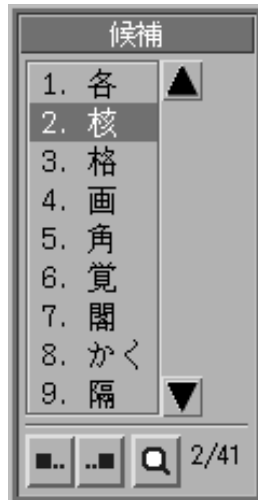 候補
1. 各
2. 核
3. 格
4. 画
5. 角
6. 覚
7. 閣
8. かく
9. 隔
2/41